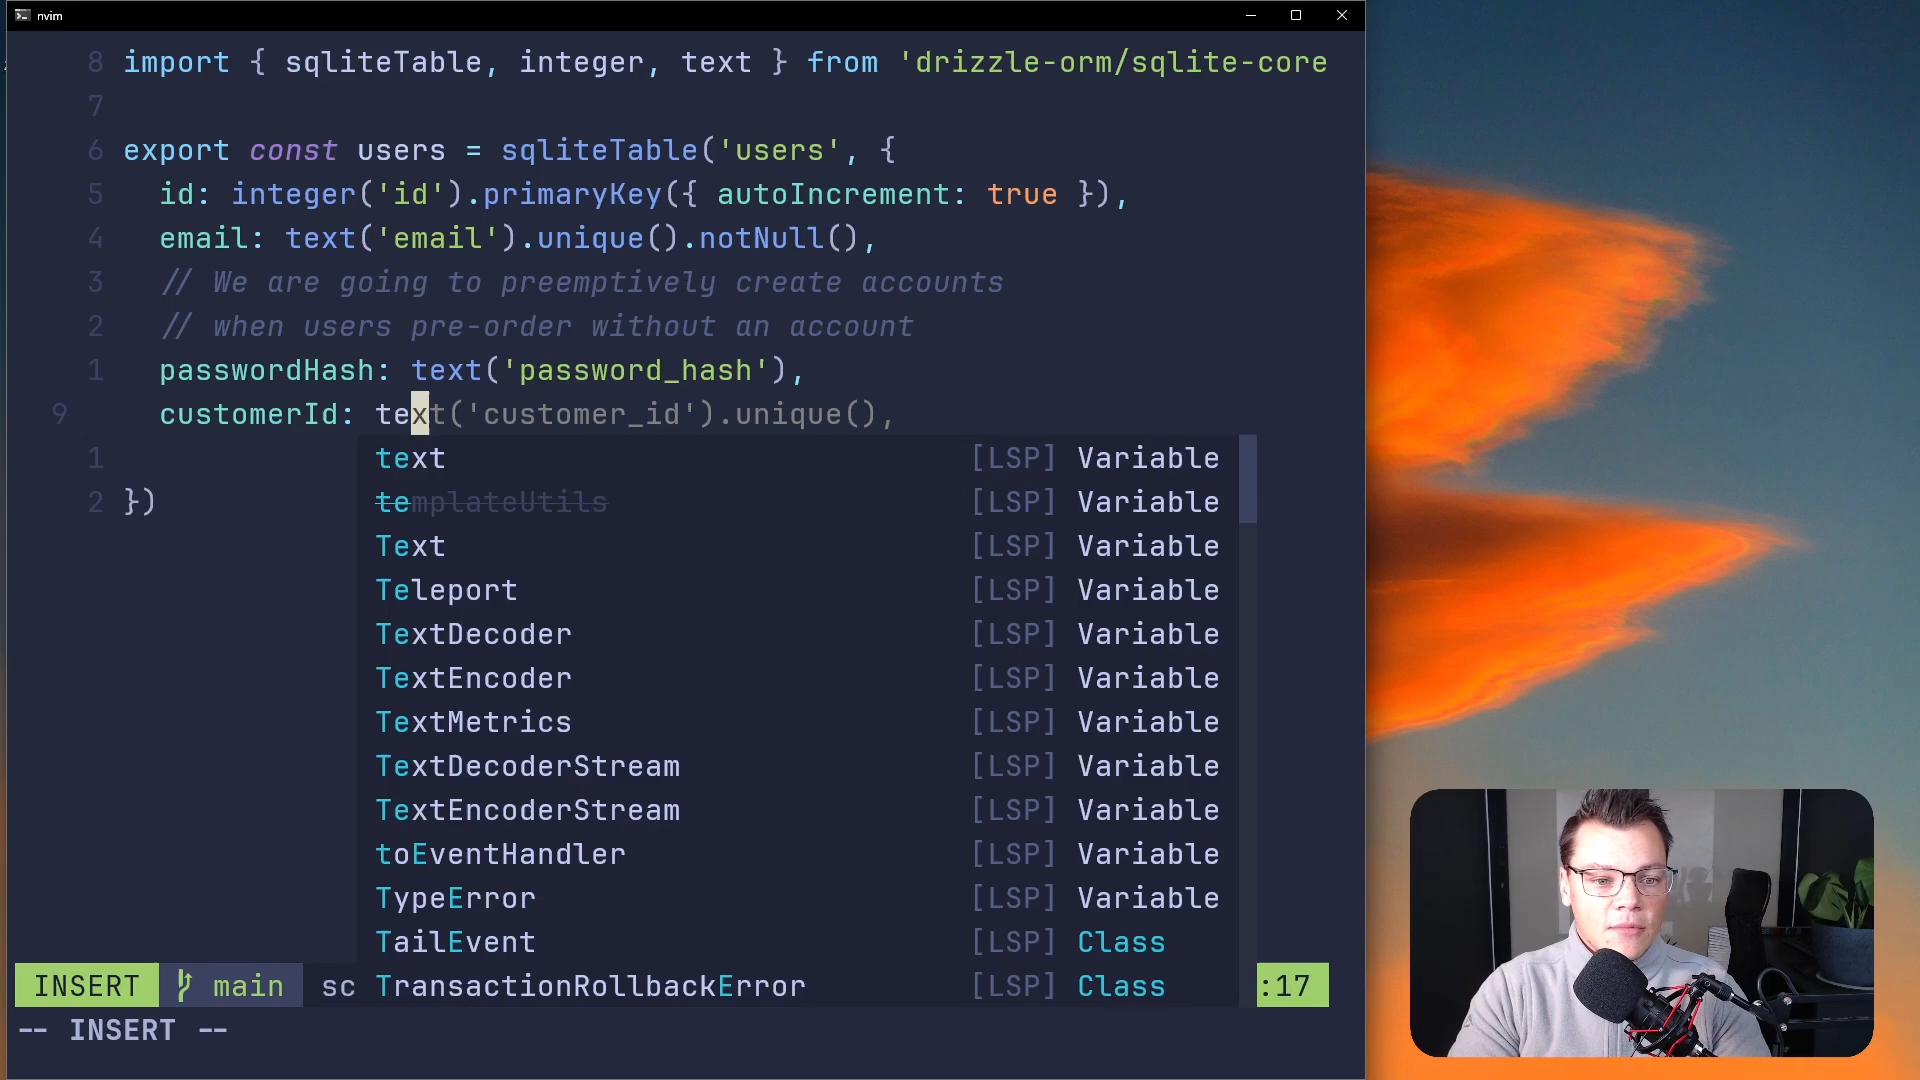 nvim
8 import { sqliteTable, integer, text } from 'drizzle-orm/sqlite-core
7
6 export const users = sqliteTable('users', {
5 id: integer('id').primaryKey({ autoIncrement: true }),
4 email: text('email').unique().notNull(),
3 // We are going to preemptively create accounts
2 // when users pre-order without an account
1 passwordHash: text('password_hash'),
9 customerId: text('customer_id').unique(),
1 text [LSP] Variable
2 }) templateUtils [LSP] Variable
Text [LSP] Variable
Teleport [LSP] Variable
TextDecoder [LSP] Variable
TextEncoder [LSP] Variable
TextMetrics [LSP] Variable
TextDecoderStream [LSP] Variable
TextEncoderStream [LSP] Variable
toEventHandler [LSP] Variable
TypeError [LSP] Variable
TailEvent [LSP] Class
INSERT main sc TransactionRollbackError [LSP] Class :17
-- INSERT --